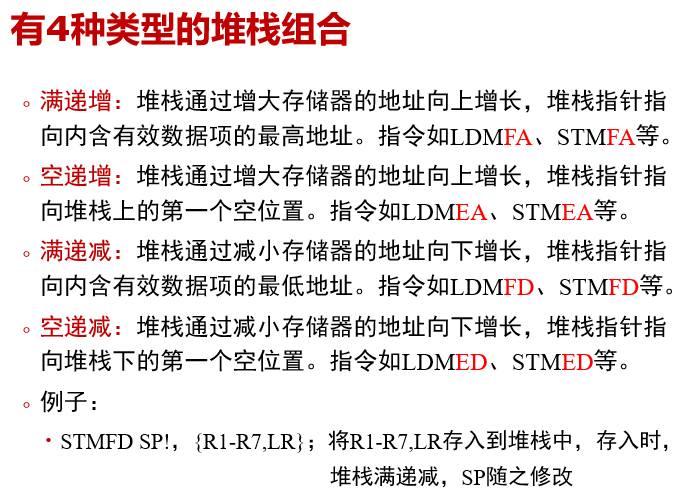 有4种类型的堆栈组合
满递增：堆栈通过增大存储器的地址向上增长，堆栈指针指
向内含有效数据项的最高地址。指令如LDMFA、STMFA等。
空递增：堆栈通过增大存储器的地址向上增长，堆栈指针指
向堆栈上的第一个空位置。指令如LDMEA、STMEA等。
满递减：堆栈通过减小存储器的地址向下增长，堆栈指针指
向内含有效数据项的最低地址。指令如LDMFD、STMFD等。
空递减：堆栈通过减小存储器的地址向下增长，堆栈指针指
向堆栈下的第一个空位置。指令如LDMED、STMED等。
例子：
STMFD SP!，{R1-R7,LR}；将R1-R7,LR存入到堆栈中，存入时，
堆栈满递减，SP随之修改